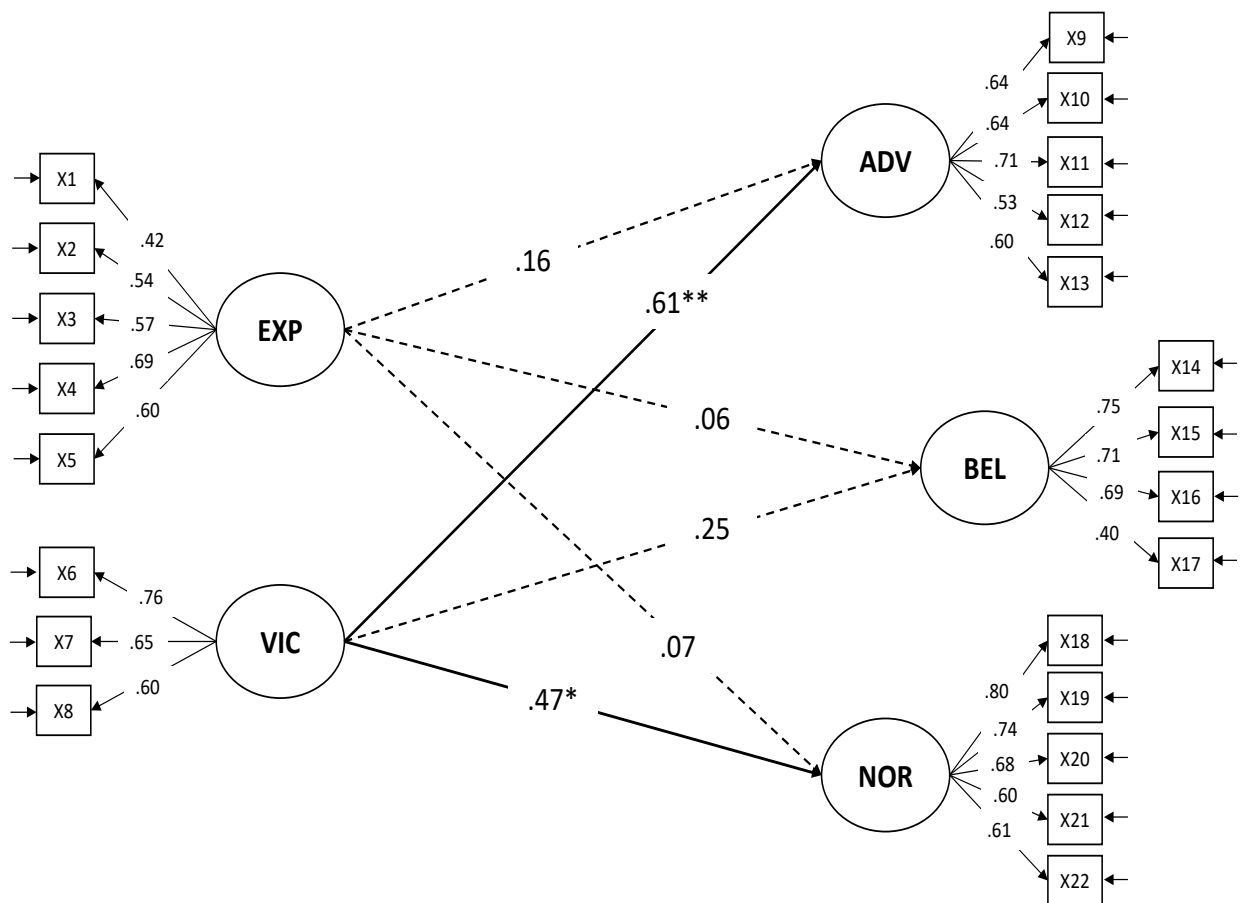 X1
X2
X3
X4
X5
.42
.54
.57
.69
.60
EXP
X6
X7
X8
.76
.65
.60
VIC
.16
.61**
.06
.25
.07
.47*
ADV
.64
.64
.71
.53
.60
X9
X10
X11
X12
X13
BEL
.75
.71
.69
.40
X14
X15
X16
X17
NOR
.80
.74
.68
.60
.61
X18
X19
X20
X21
X22